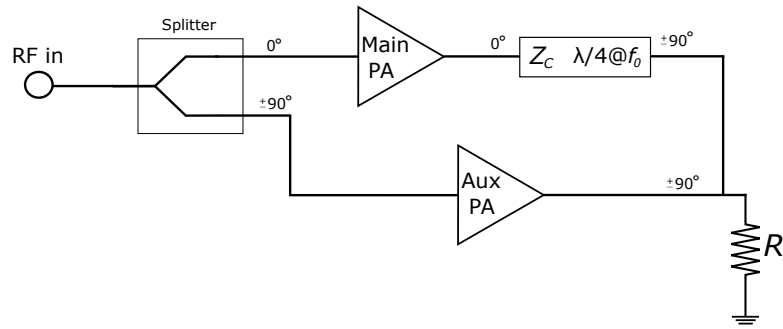 Splitter
RF in
0°
Main
PA
0°
Z_C λ/4@f_0
±90°
±90°
Aux
PA
±90°
R